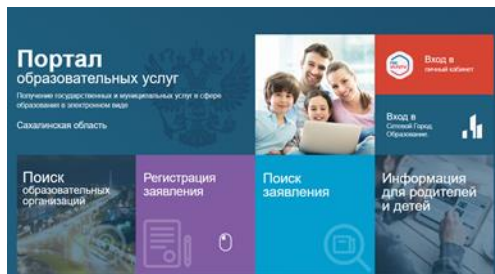 Портал
образовательных услуг
Получение государственных и муниципальных услуг в сфере
образования в электронном виде
Сахалинская область
Вход в
личный кабинет
Вход в
Сетевой Город.
Образование.
Поиск
образовательных
организаций
Регистрация
заявления
Поиск
заявления
Информация
для родителей
и детей